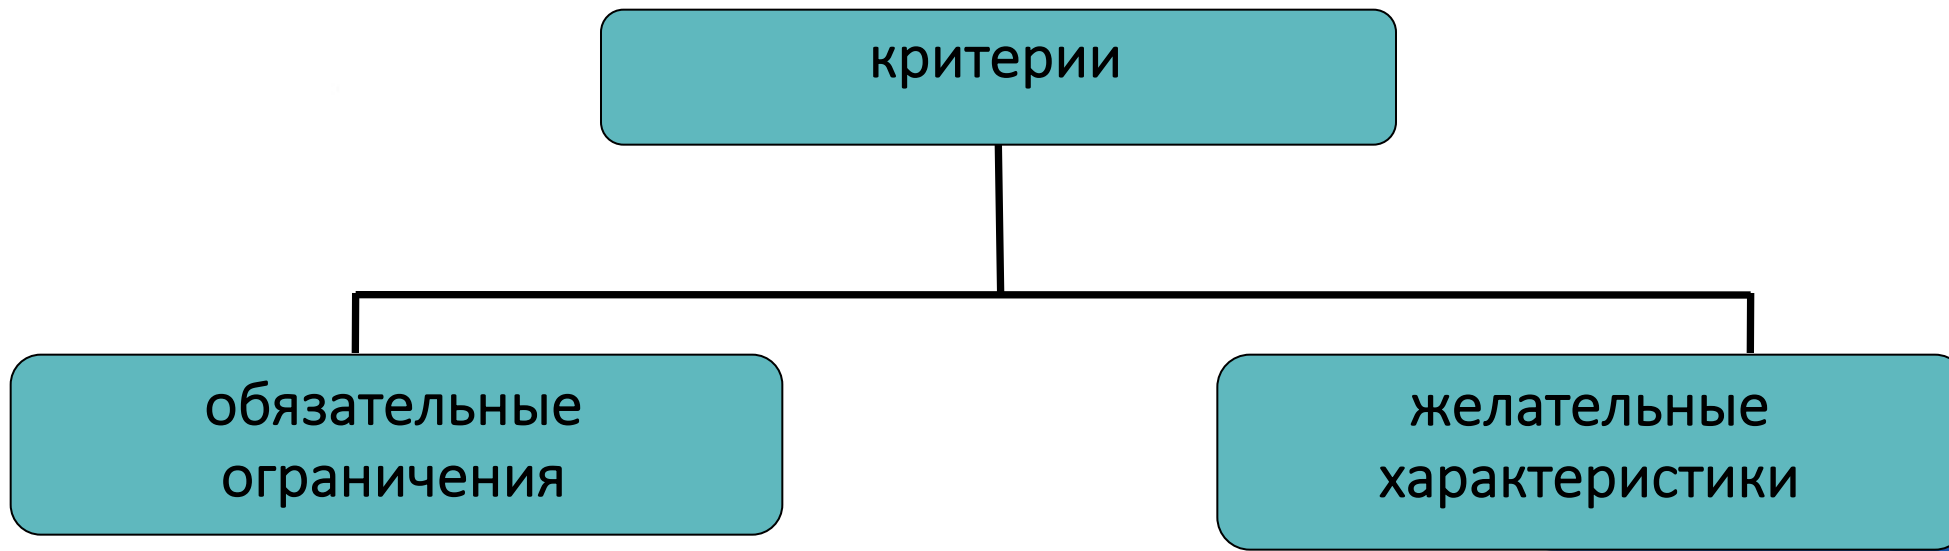 критерии
обязательные
ограничения
желательные
характеристики